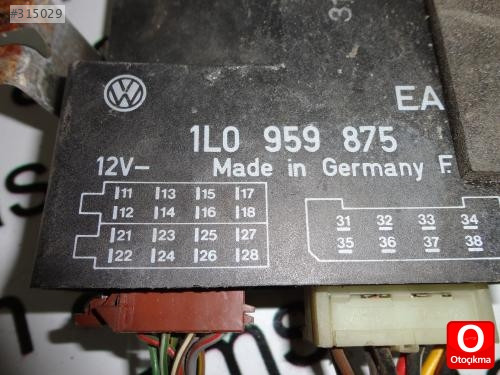 #315029
31
EA
1L0 959 875
12V- Made in Germany F.
11 13 15 17
12 14 16 18
21 23 25 27
22 24 26 28
31 32 33 34
35 36 37 38
O
Otoçıkma